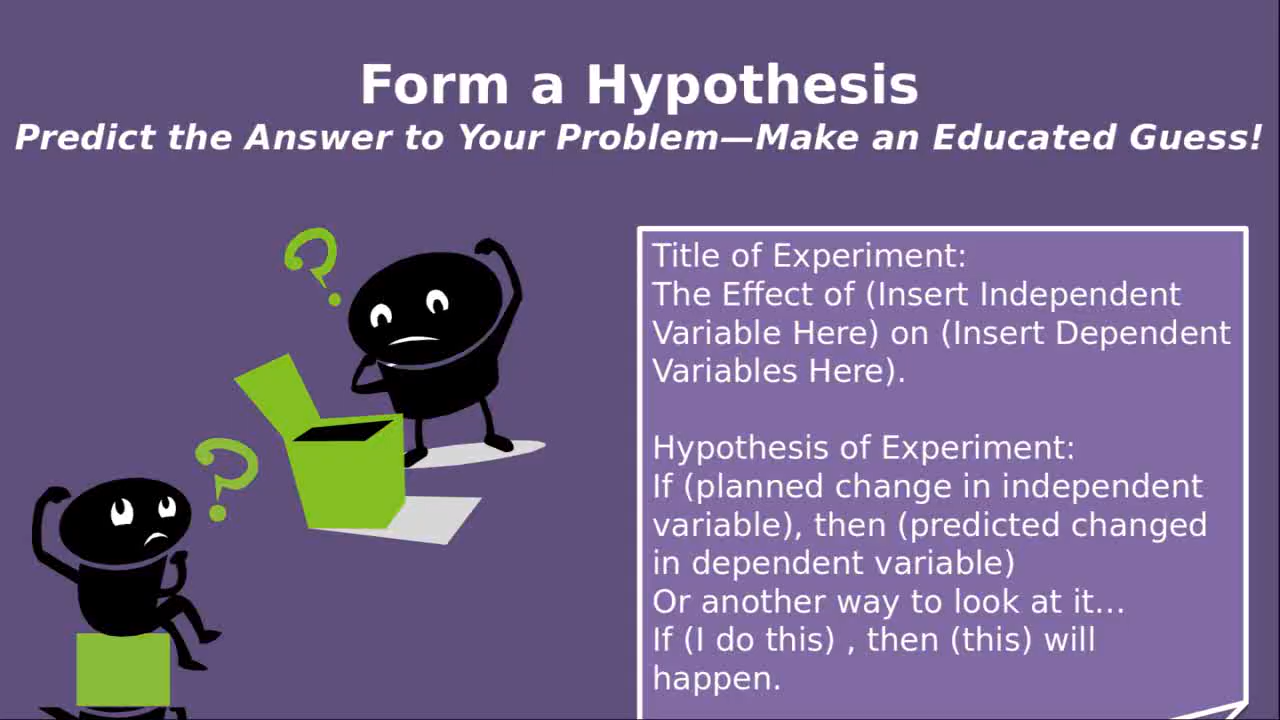 Form a Hypothesis
Predict the Answer to Your Problem—Make an Educated Guess!
Title of Experiment:
The Effect of (Insert Independent
Variable Here) on (Insert Dependent
Variables Here).
Hypothesis of Experiment:
If (planned change in independent
variable), then (predicted changed
in dependent variable)
Or another way to look at it...
If (I do this) , then (this) will
happen.